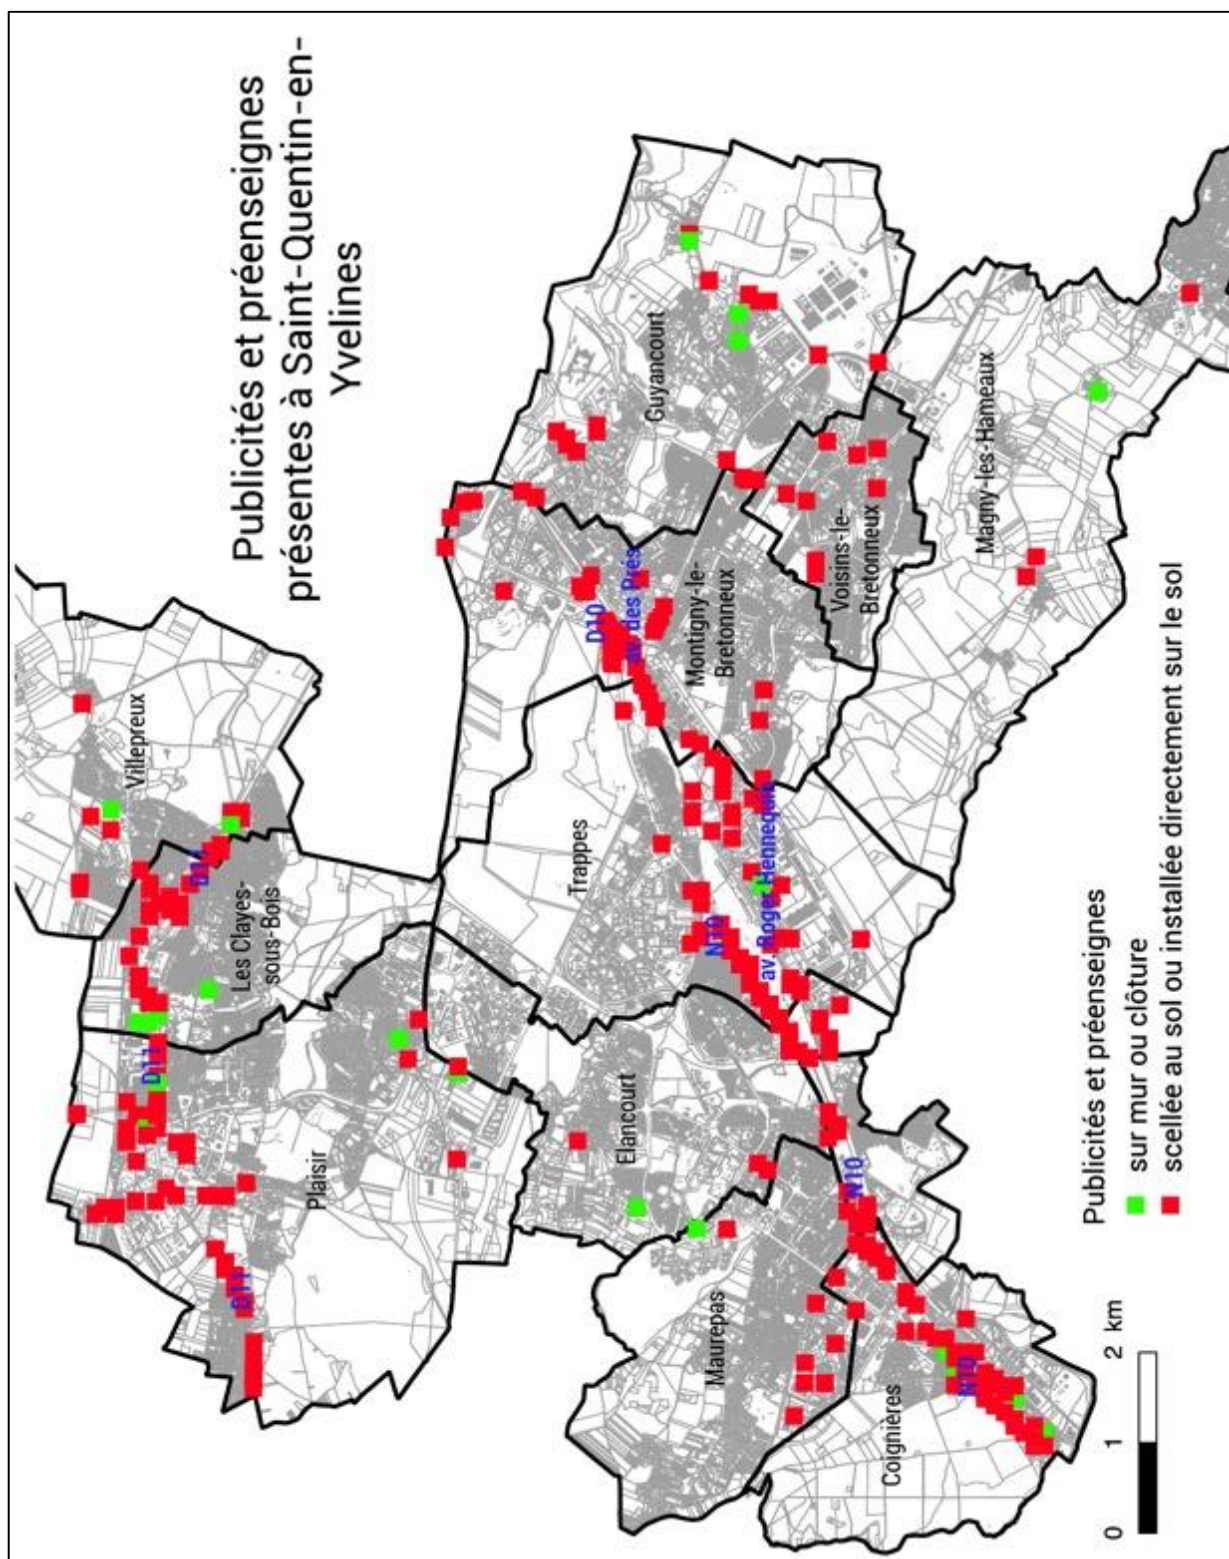 Publicités et préenseignes
présentes à Saint-Quentin-en-
Yvelines
Villepreux
D11
Les Clayes-
sous-Bois
D11
Plaisir
D11
Guyancourt
D10
av. des Prés
Montigny-le-
Bretonneux
Voisins-le-
Bretonneux
Trappes
N10
av. Roger Hennequin
Magny-les-Hameaux
Elancourt
N10
Maurepas
Coignières
N10
Publicités et préenseignes
sur mur ou clôture
scellée au sol ou installée directement sur le sol
0 1 2 km